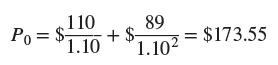 P₀ = $110/1.10 + $89/1.10² = $173.55